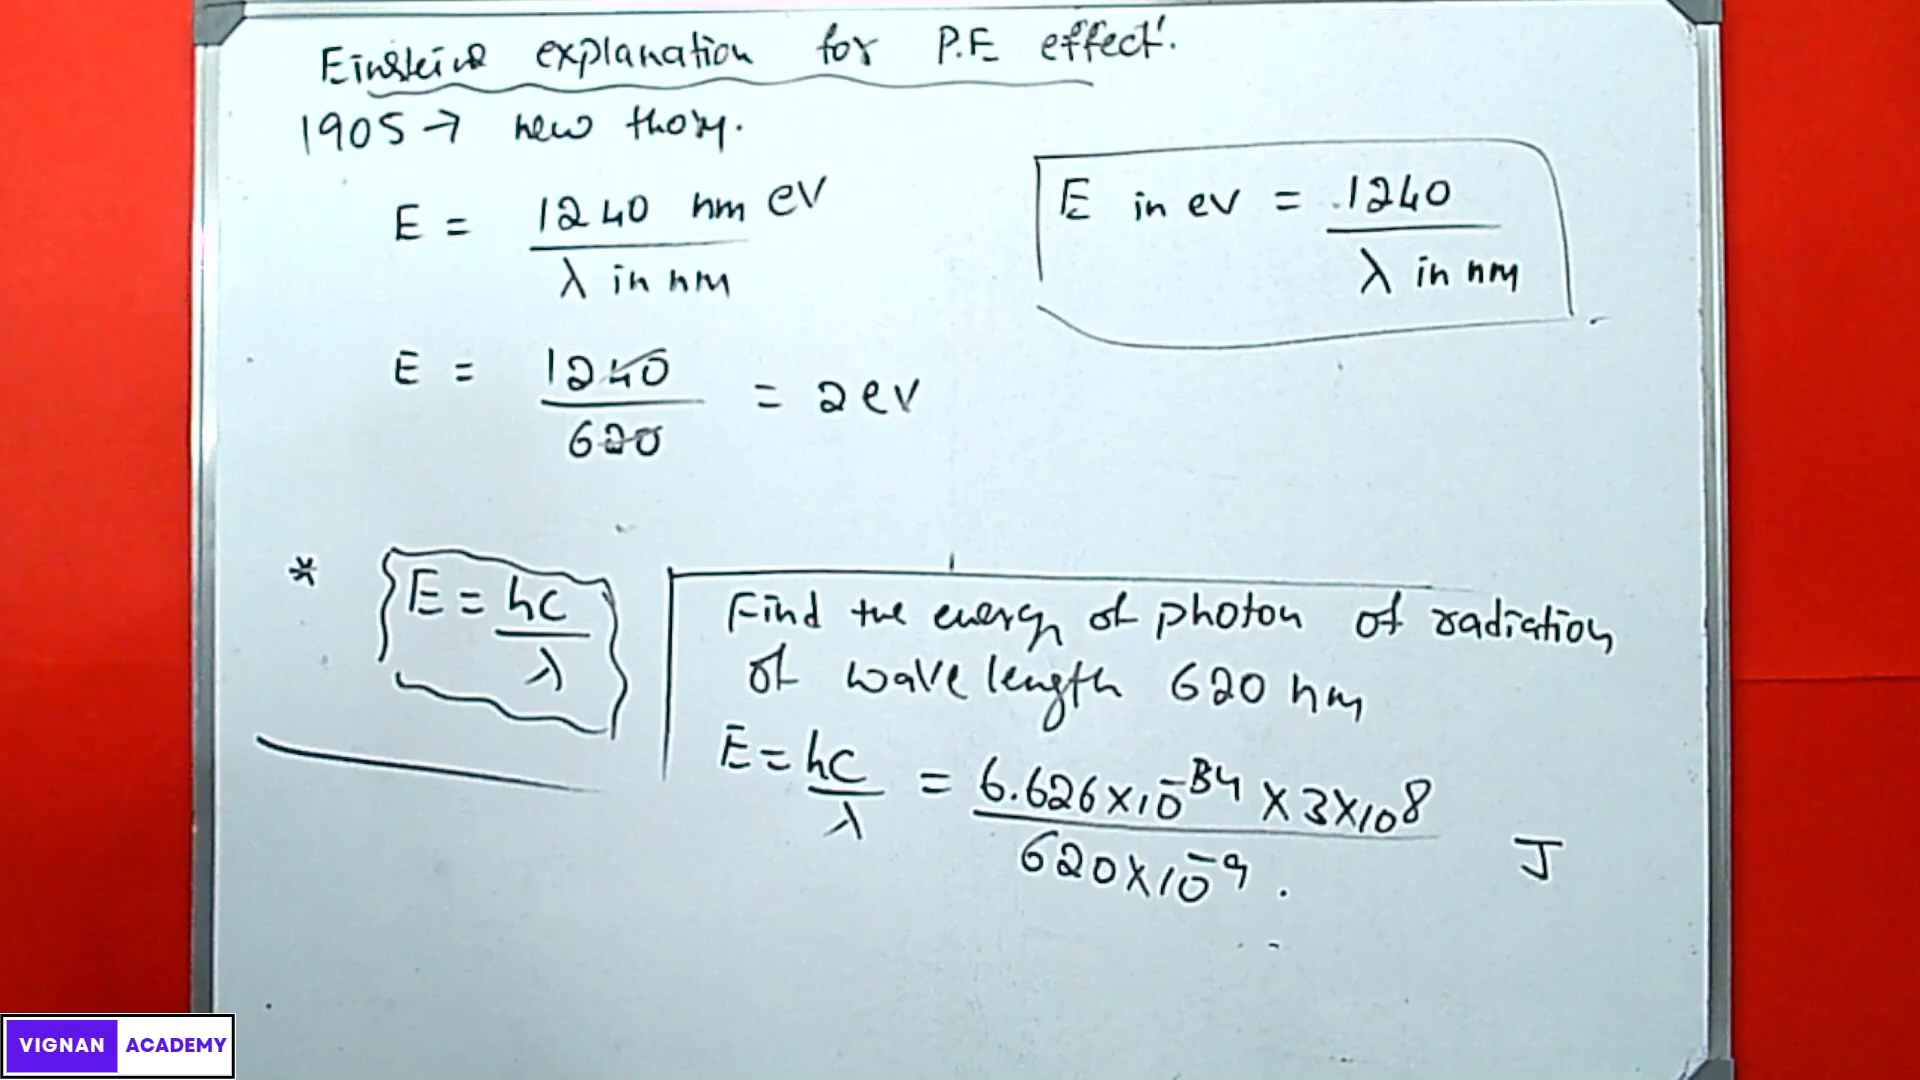 Einsteins explanation for P.E effect'.
1905 → new thory.
E = 1240 nm eV / λ in nm
E in ev = 1240 / λ in nm
E = 1240 / 620 = 2 eV
* E = hc / λ
Find the energy of photon of radiation
of wave length 620 nm
E = hc / λ = 6.626 × 10⁻³⁴ × 3 × 10⁸ / 620 × 10⁻⁹ . J
VIGNAN ACADEMY